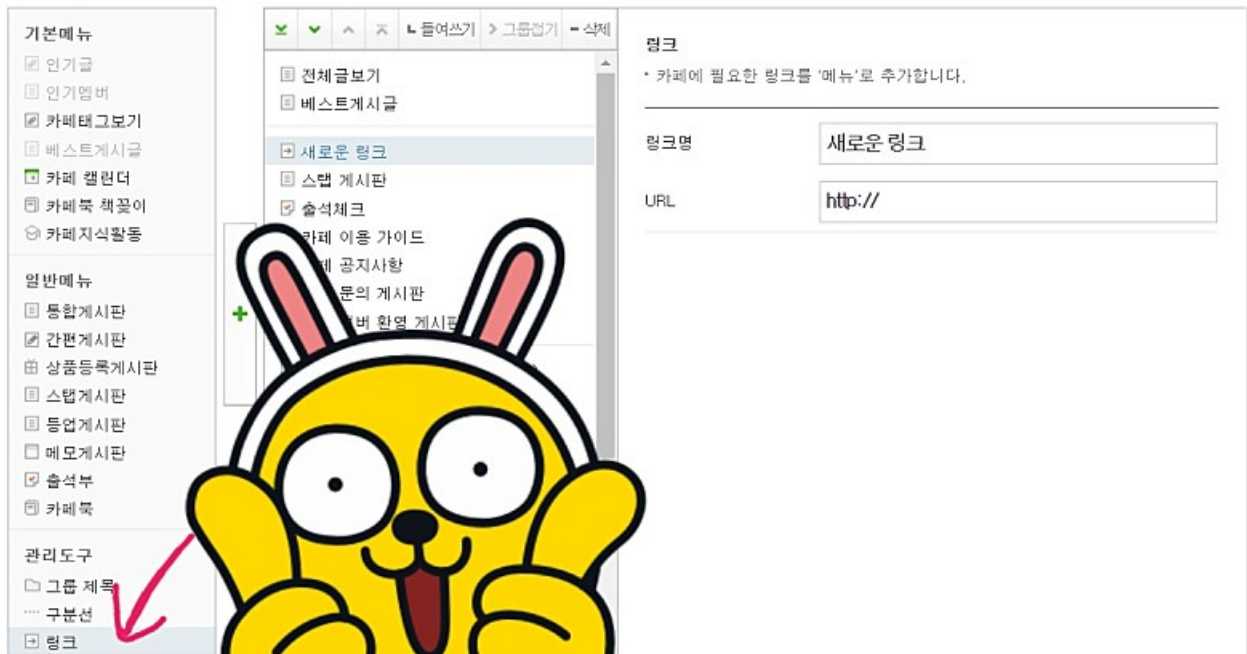 기본메뉴
인기글
인기멤버
카페태그보기
베스트게시글
카페 캘린더
카페북 책꽂이
카페지식활동
일반메뉴
통합게시판
간편게시판
상품등록게시판
스탭게시판
등업게시판
메모게시판
출석부
카페북
관리도구
그룹 제목
구분선
링크
들여쓰기 그룹접기 삭제
전체글보기
베스트게시글
새로운 링크
스탭 게시판
출석체크
카페 이용 가이드
공지사항
문의 게시판
환영 게시판
링크
• 카페에 필요한 링크를 '메뉴'로 추가합니다.
링크명 새로운 링크
URL http://